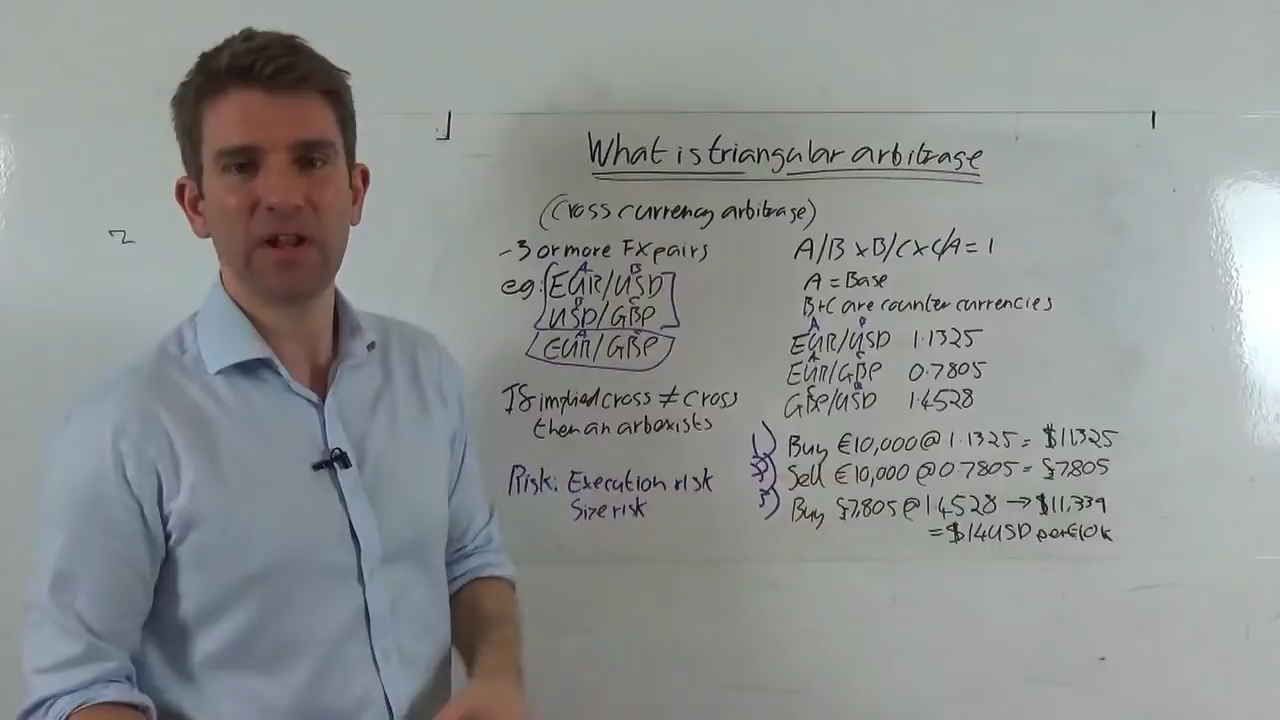 What is triangular arbitrage
(Cross currency arbitrage)
- 3 or more FX pairs
eg: EUR/USD
A B
USD/GBP
B C
EUR/GBP
A C
If implied cross ≠ cross
then an arb exists
Risk: Execution risk
Size risk
A/B x B/C x C/A = 1
A = Base
B+C are counter currencies
A B
EUR/USD 1.1325
A C
EUR/GBP 0.7805
C B
GBP/USD 1.4528
1) Buy €10,000 @ 1.1325 = $11325
2) Sell €10,000 @ 0.7805 = £7,805
3) Buy £7,805 @ 1.4528 → $11,339
= $14 USD per €10k
2